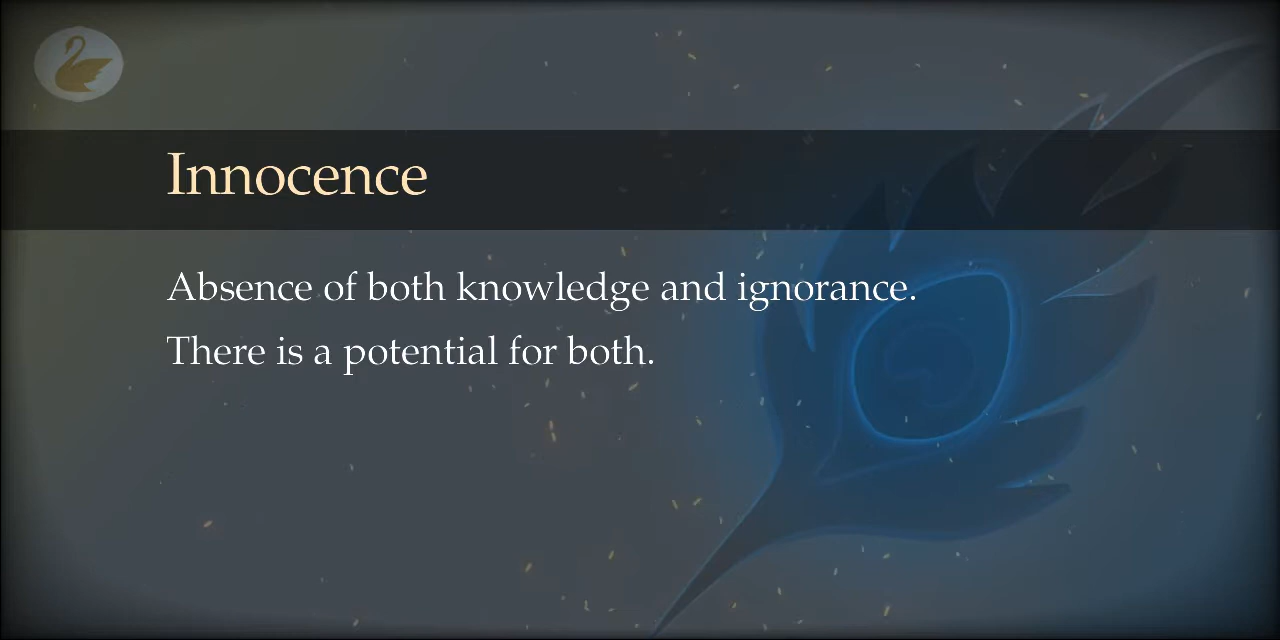 Innocence
Absence of both knowledge and ignorance.
There is a potential for both.